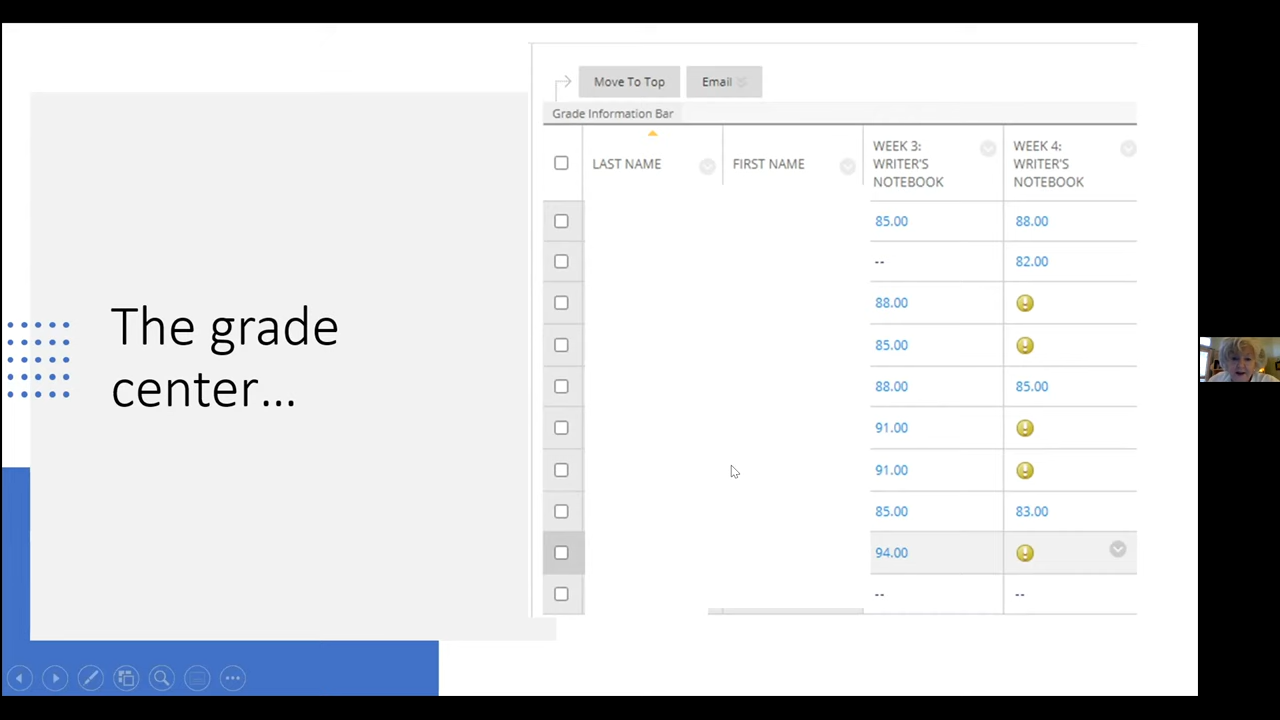 The grade
center...
Move To Top
Email
Grade Information Bar
LAST NAME
FIRST NAME
WEEK 3:
WRITER'S
NOTEBOOK
WEEK 4:
WRITER'S
NOTEBOOK
85.00 88.00
-- 82.00
88.00
85.00
88.00 85.00
91.00
91.00
85.00 83.00
94.00
-- --